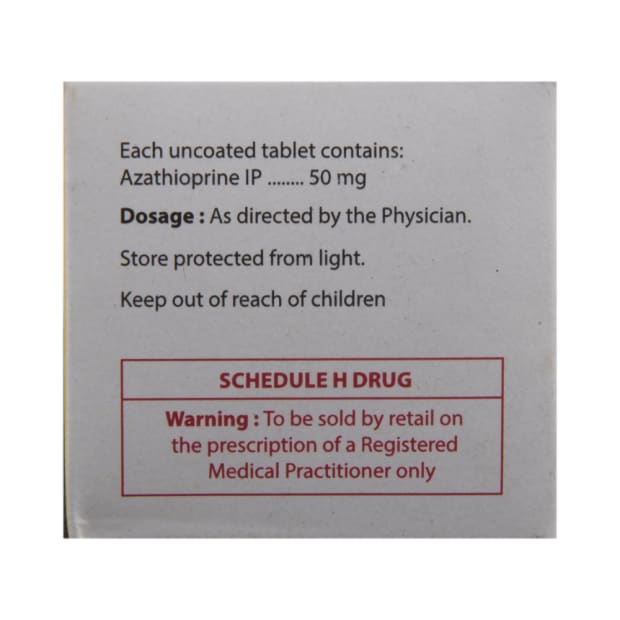 Each uncoated tablet contains:
Azathioprine IP ........ 50 mg
Dosage : As directed by the Physician.
Store protected from light.
Keep out of reach of children
SCHEDULE H DRUG
Warning : To be sold by retail on
the prescription of a Registered
Medical Practitioner only